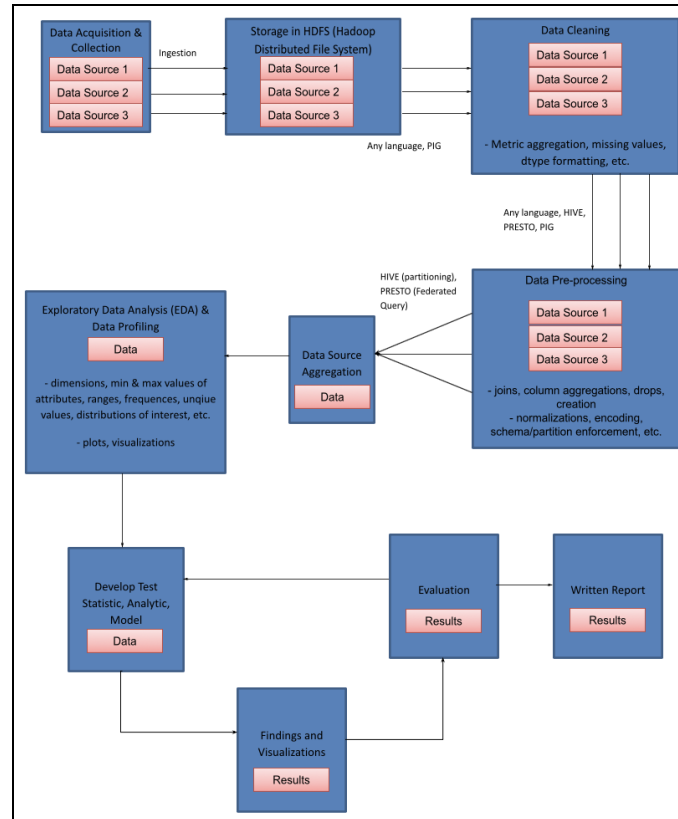 Data Acquisition &
Collection
Data Source 1
Data Source 2
Data Source 3
Ingestion
Storage in HDFS (Hadoop
Distributed File System)
Data Source 1
Data Source 2
Data Source 3
Any language, PIG
Data Cleaning
Data Source 1
Data Source 2
Data Source 3
- Metric aggregation, missing values,
dtype formatting, etc.
Any language, HIVE,
PRESTO, PIG
Data Pre-processing
Data Source 1
Data Source 2
Data Source 3
- joins, column aggregations, drops,
creation
- normalizations, encoding,
schema/partition enforcement, etc.
HIVE (partitioning),
PRESTO (Federated
Query)
Data Source
Aggregation
Data
Exploratory Data Analysis (EDA) &
Data Profiling
Data
- dimensions, min & max values of
attributes, ranges, frequences, unqiue
values, distributions of interest, etc.
- plots, visualizations
Develop Test
Statistic, Analytic,
Model
Data
Findings and
Visualizations
Results
Evaluation
Results
Written Report
Results